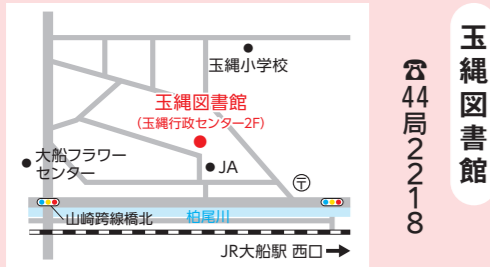 玉縄図書館
☎44局2218
玉縄小学校
玉縄図書館
(玉縄行政センター2F)
大船フラワー
センター
JA
〒
山崎跨線橋北
柏尾川
JR大船駅 西口